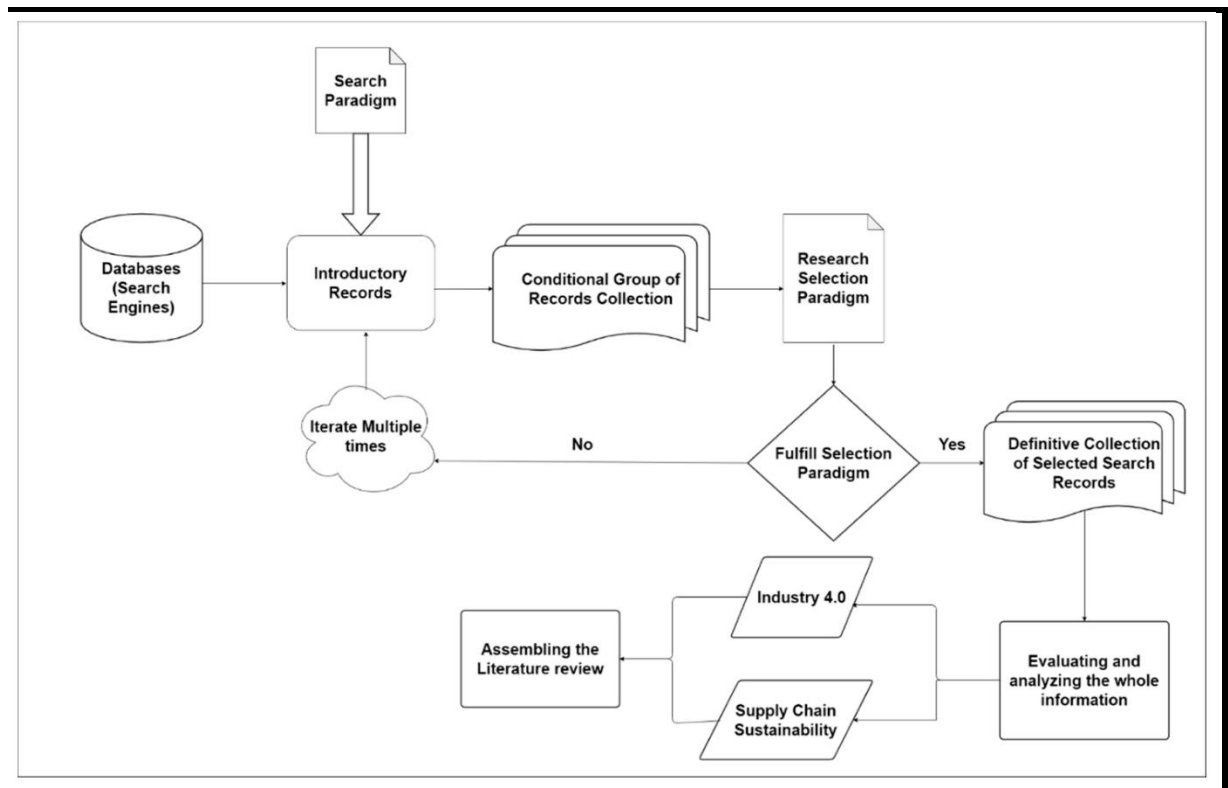 Search
Paradigm
Databases
(Search
Engines)
Introductory
Records
Conditional Group of
Records Collection
Research
Selection
Paradigm
Iterate Multiple
times
No
Fulfill Selection
Paradigm
Yes
Definitive Collection
of Selected Search
Records
Industry 4.0
Assembling the
Literature review
Supply Chain
Sustainability
Evaluating and
analyzing the whole
information